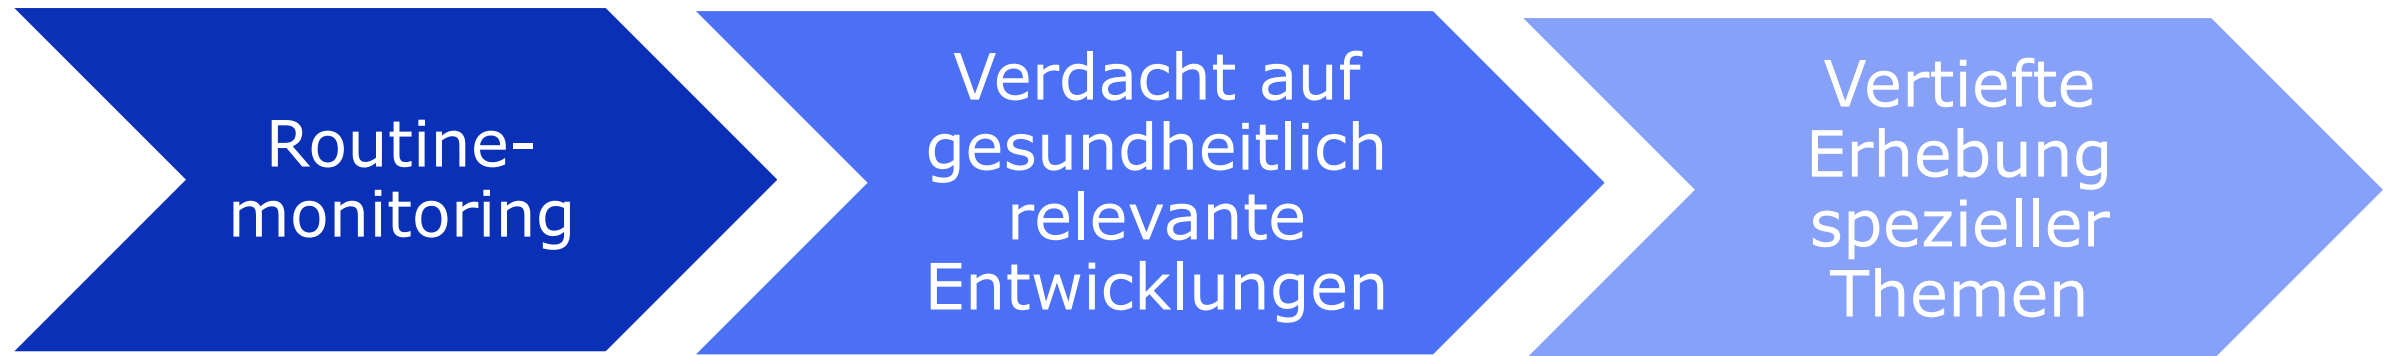 Routine-
monitoring
Verdacht auf
gesundheitlich
relevante
Entwicklungen
Vertiefte
Erhebung
spezieller
Themen